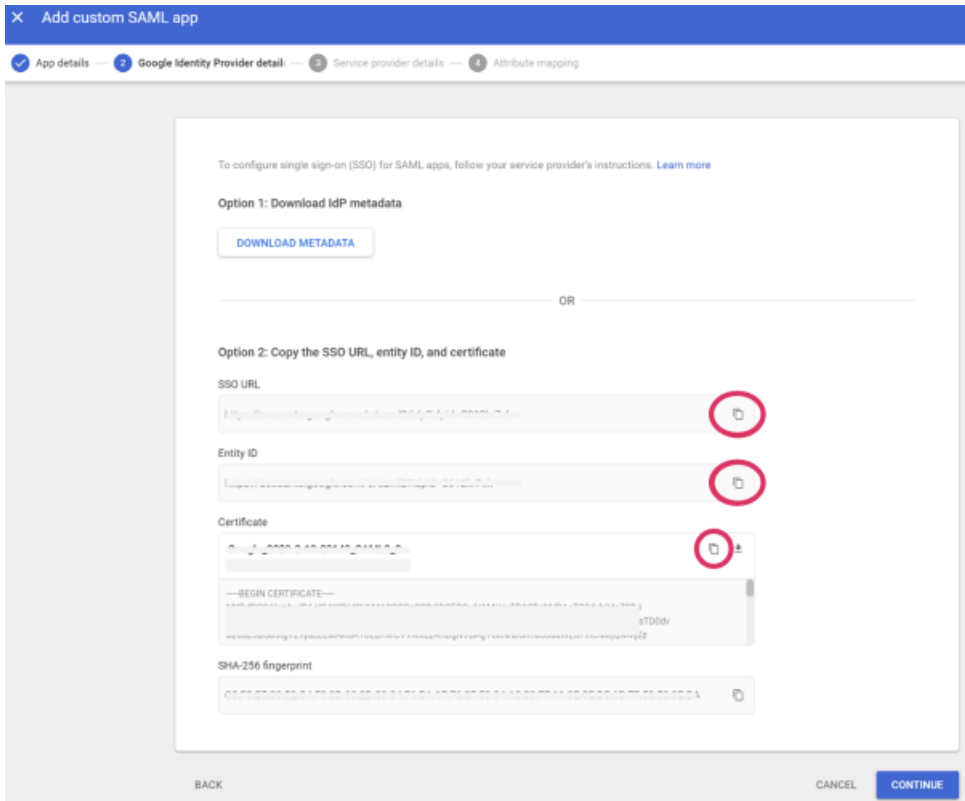 Add custom SAML app
App details
2 Google Identity Provider detail
3 Service provider details
4 Attribute mapping
To configure single sign-on (SSO) for SAML apps, follow your service provider's instructions. Learn more
Option 1: Download IdP metadata
DOWNLOAD METADATA
OR
Option 2: Copy the SSO URL, entity ID, and certificate
SSO URL
Entity ID
Certificate
-----BEGIN CERTIFICATE-----
sTD0dv
SHA-256 fingerprint
BACK
CANCEL
CONTINUE